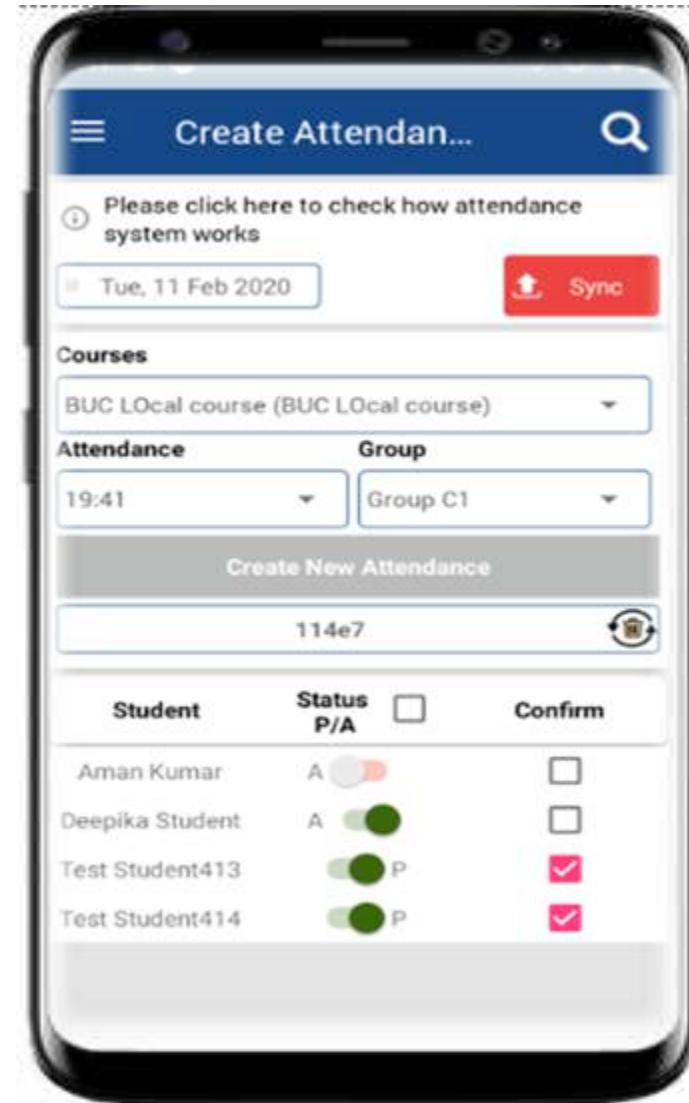 Create Attendan...
Please click here to check how attendance
system works
Tue, 11 Feb 2020
Sync
Courses
BUC LOcal course (BUC LOcal course)
Attendance Group
19:41 Group C1
Create New Attendance
114e7
Student Status P/A Confirm
Aman Kumar A
Deepika Student A
Test Student413 P
Test Student414 P